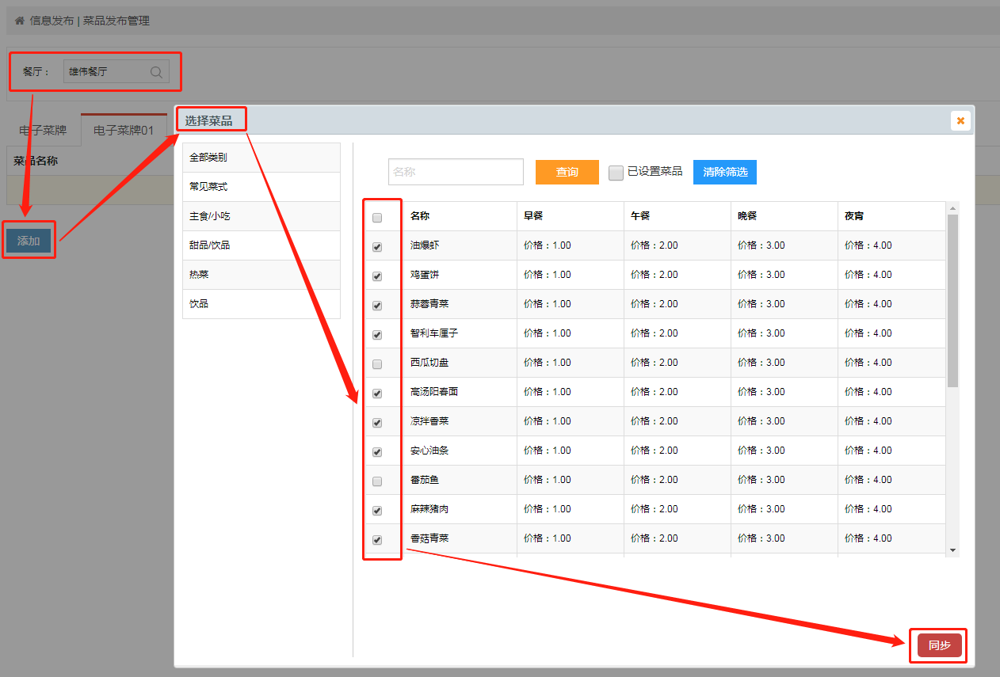 信息发布 | 菜品发布管理
餐厅： 雄伟餐厅
电子菜牌 电子菜牌01
菜品名称
添加
选择菜品
全部类别
常见菜式
主食/小吃
甜品/饮品
热菜
饮品
名称 查询 已设置菜品 清除筛选
名称 早餐 午餐 晚餐 夜宵
油爆虾 价格：1.00 价格：2.00 价格：3.00 价格：4.00
鸡蛋饼 价格：1.00 价格：2.00 价格：3.00 价格：4.00
蒜蓉青菜 价格：1.00 价格：2.00 价格：3.00 价格：4.00
智利车厘子 价格：1.00 价格：2.00 价格：3.00 价格：4.00
西瓜切盘 价格：1.00 价格：2.00 价格：3.00 价格：4.00
高汤阳春面 价格：1.00 价格：2.00 价格：3.00 价格：4.00
凉拌香菜 价格：1.00 价格：2.00 价格：3.00 价格：4.00
安心油条 价格：1.00 价格：2.00 价格：3.00 价格：4.00
番茄鱼 价格：1.00 价格：2.00 价格：3.00 价格：4.00
麻辣猪肉 价格：1.00 价格：2.00 价格：3.00 价格：4.00
香菇青菜 价格：1.00 价格：2.00 价格：3.00 价格：4.00
同步